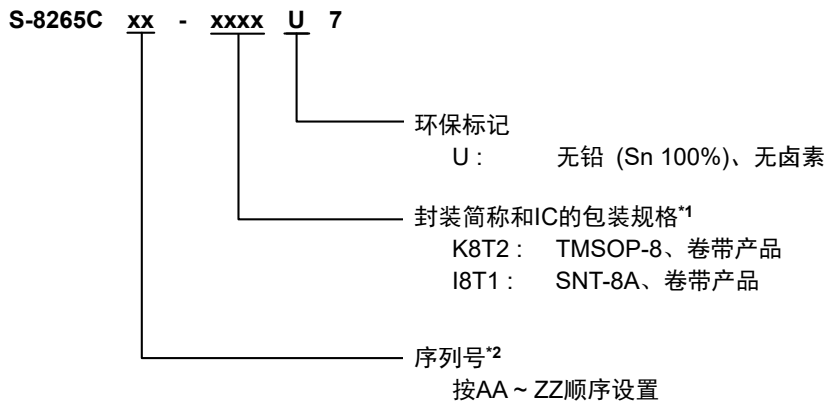 S-8265C xx - xxxx U 7
环保标记
U : 无铅 (Sn 100%)、无卤素
封装简称和IC的包装规格*1
K8T2 : TMSOP-8、卷带产品
I8T1 : SNT-8A、卷带产品
序列号*2
按AA ~ ZZ顺序设置